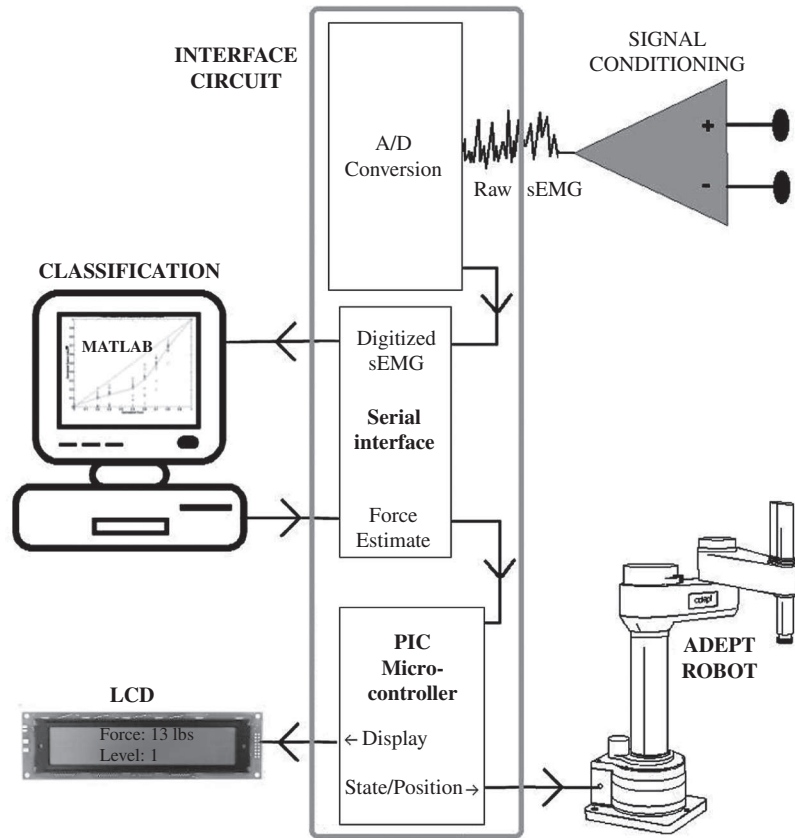 INTERFACE
CIRCUIT
SIGNAL
CONDITIONING
A/D
Conversion
+
-
Raw sEMG
CLASSIFICATION
MATLAB
Digitized
sEMG
Serial
interface
Force
Estimate
PIC
Micro-
controller
← Display
State/Position →
LCD
Force: 13 lbs
Level: 1
adept
ADEPT
ROBOT